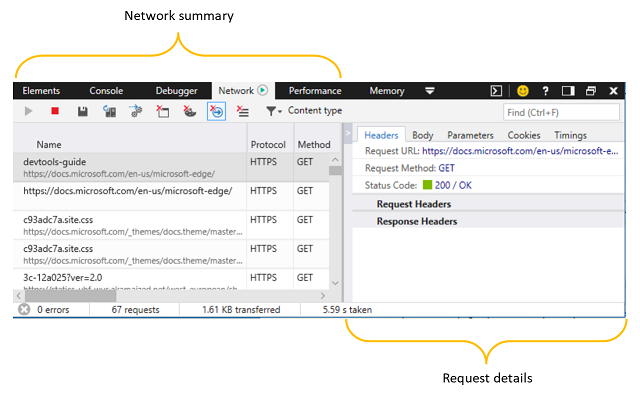 Network summary
Elements Console Debugger Network Performance Memory
Content type Find (Ctrl+F)
Name Protocol Method
Headers Body Parameters Cookies Timings
devtools-guide HTTPS GET
https://docs.microsoft.com/en-us/microsoft-edge/
https://docs.microsoft.com/en-us/microsoft-edge/ HTTPS GET
c93adc7a.site.css HTTPS GET
https://docs.microsoft.com/_themes/docs.theme/master...
c93adc7a.site.css HTTPS GET
https://docs.microsoft.com/_themes/docs.theme/master...
3c-12a025?ver=2.0 HTTPS GET
Request URL: https://docs.microsoft.com/en-us/microsoft-e...
Request Method: GET
Status Code: 200 / OK
Request Headers
Response Headers
0 errors 67 requests 1.61 KB transferred 5.59 s taken
Request details